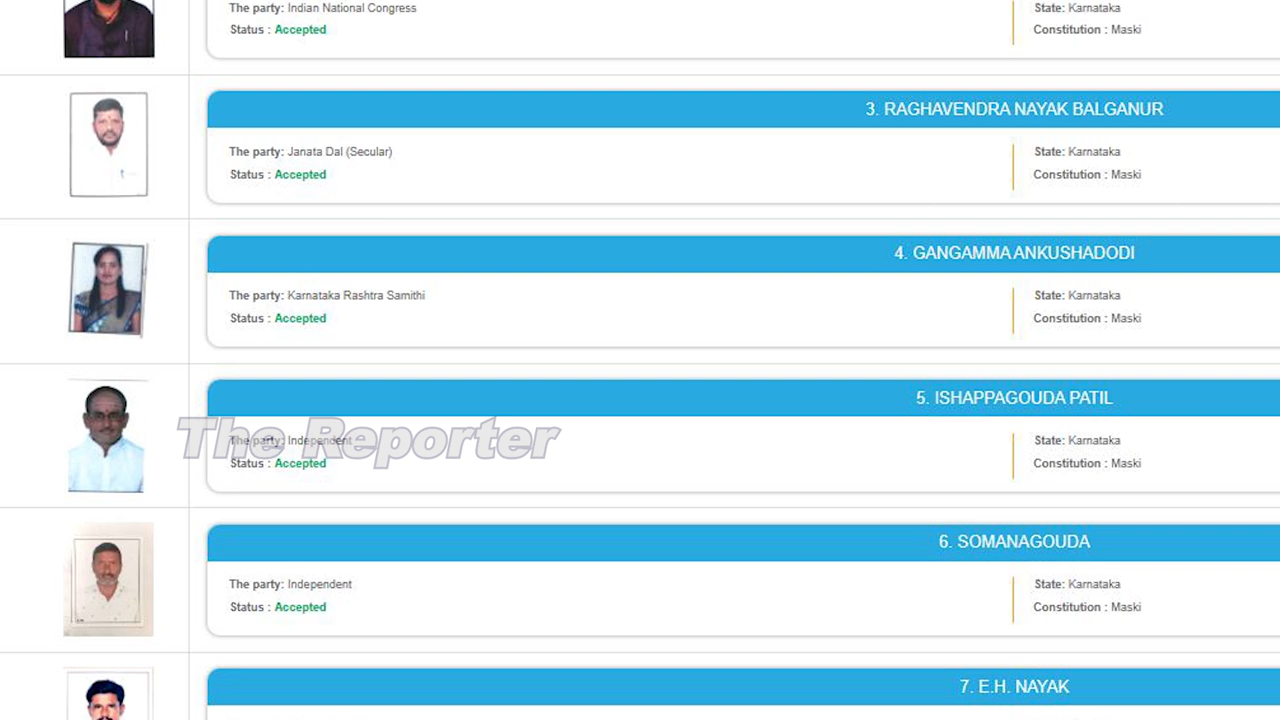 The party: Indian National Congress
State: Karnataka
Status : Accepted
Constitution : Maski
3. RAGHAVENDRA NAYAK BALGANUR
The party: Janata Dal (Secular)
State: Karnataka
Status : Accepted
Constitution : Maski
4. GANGAMMA ANKUSHADODI
The party: Karnataka Rashtra Samithi
State: Karnataka
Status : Accepted
Constitution : Maski
5. ISHAPPAGOUDA PATIL
The Reporter
The party: Independent
State: Karnataka
Status : Accepted
Constitution : Maski
6. SOMANAGOUDA
The party: Independent
State: Karnataka
Status : Accepted
Constitution : Maski
7. E.H. NAYAK